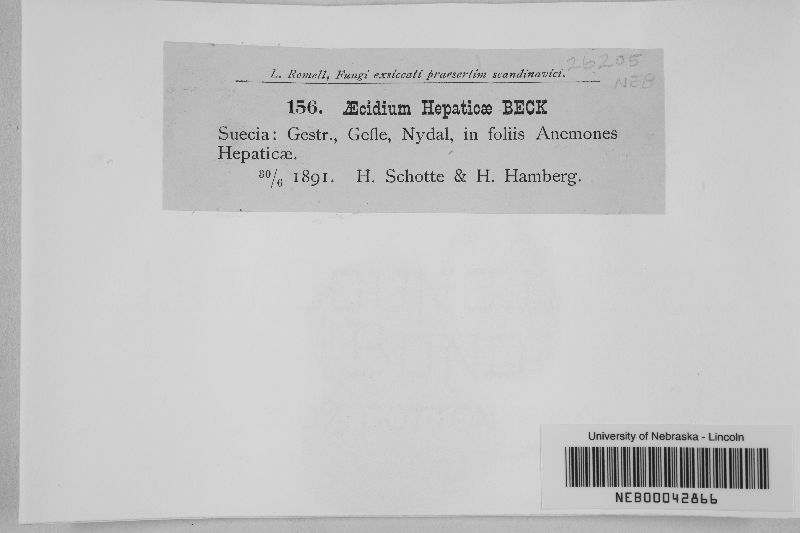 26205
NEB
L. Romell, Fungi exsiccati præsertim scandinavici.
156. Æcidium Hepaticæ BECK
Suecia: Gestr., Gefle, Nydal, in foliis Anemones
Hepaticæ.
30/6 1891. H. Schotte & H. Hamberg.
University of Nebraska - Lincoln
NEB00042866